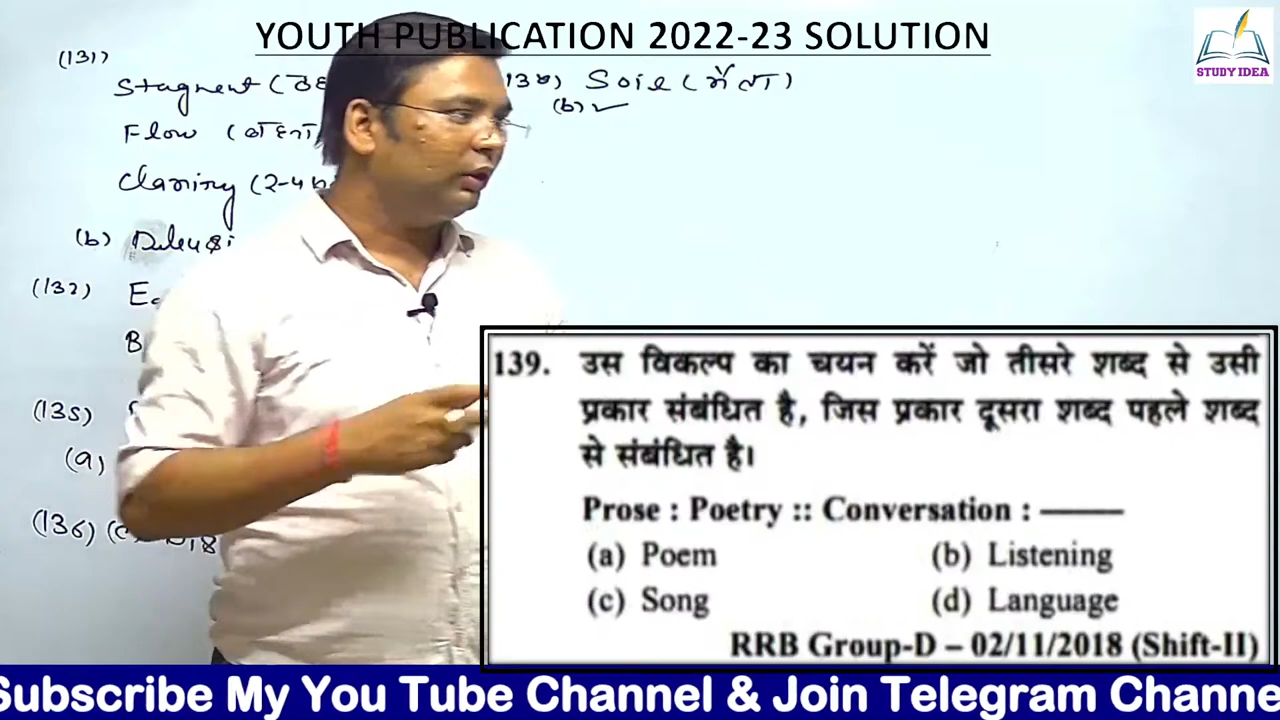 YOUTH PUBLICATION 2022-23 SOLUTION
STUDY IDEA
(131)
Stagnent (
Flow (
(b)
(132)
B
(135)
(a)
(136)
Soil (मैला)
(b) ✓
139. उस विकल्प का चयन करें जो तीसरे शब्द से उसी
प्रकार संबंधित है, जिस प्रकार दूसरा शब्द पहले शब्द
से संबंधित है।
Prose : Poetry :: Conversation : ———
(a) Poem (b) Listening
(c) Song (d) Language
RRB Group-D – 02/11/2018 (Shift-II)
Subscribe My You Tube Channel & Join Telegram Channe